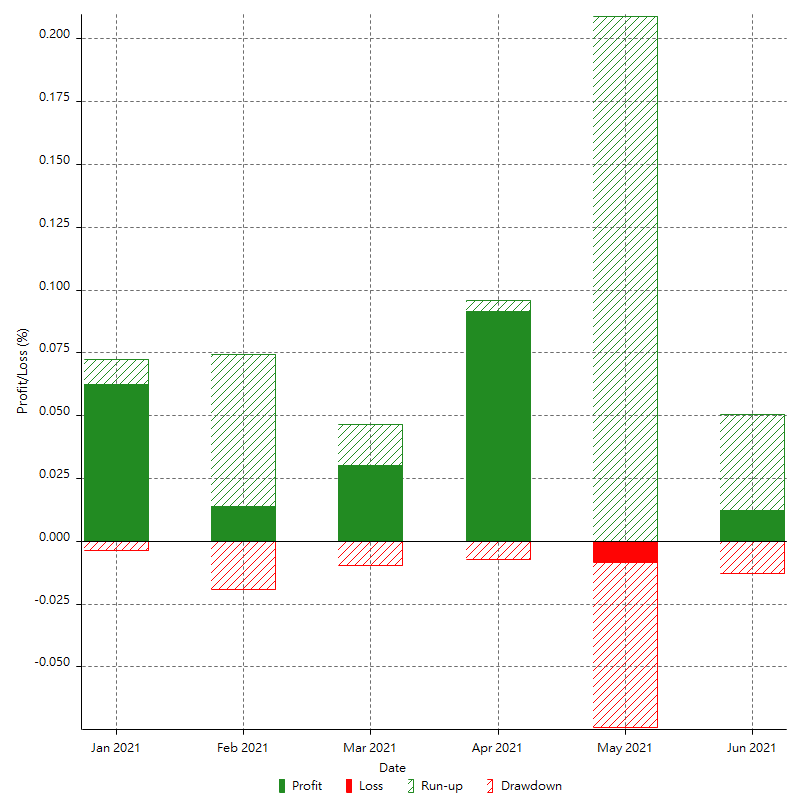 0.200
0.175
0.150
0.125
0.100
0.075
0.050
0.025
0.000
-0.025
-0.050
Profit/Loss (%)
Jan 2021 Feb 2021 Mar 2021 Apr 2021 May 2021 Jun 2021
Date
Profit Loss Run-up Drawdown